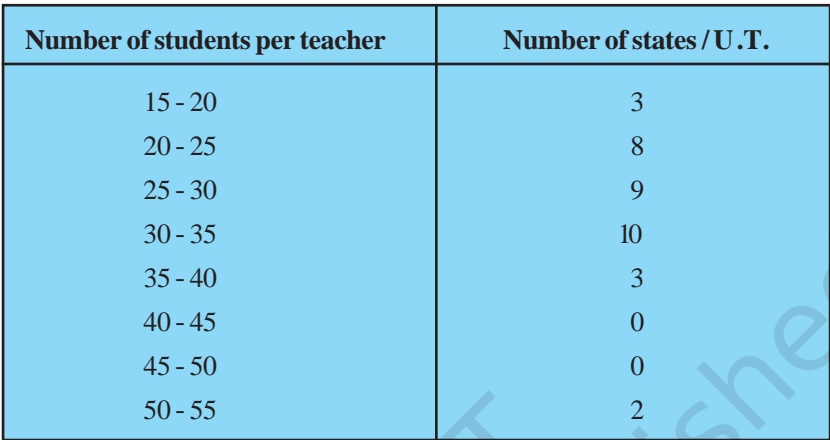 Number of students per teacher Number of states / U.T.
15 - 20 3
20 - 25 8
25 - 30 9
30 - 35 10
35 - 40 3
40 - 45 0
45 - 50 0
50 - 55 2